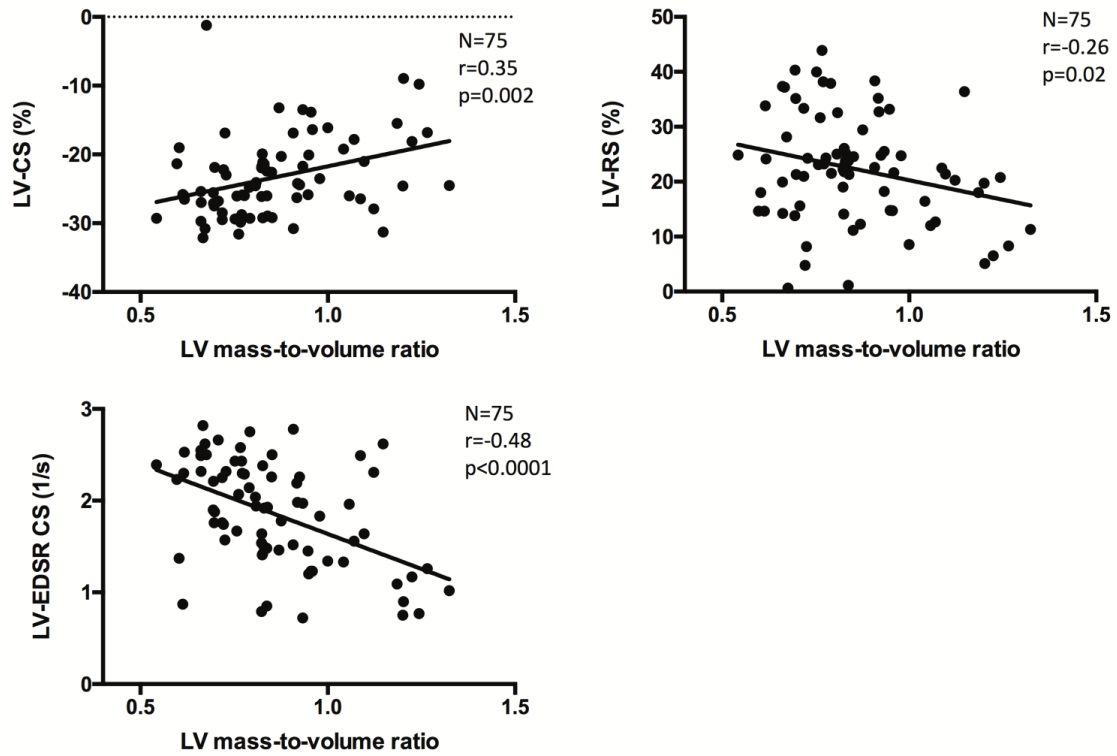 0
-10
-20
-30
-40
LV-CS (%)
N=75
r=0.35
p=0.002
0.5 1.0 1.5
LV mass-to-volume ratio
50
40
30
20
10
0
LV-RS (%)
N=75
r=-0.26
p=0.02
0.5 1.0 1.5
LV mass-to-volume ratio
3
2
1
0
LV-EDSR CS (1/s)
N=75
r=-0.48
p<0.0001
0.5 1.0 1.5
LV mass-to-volume ratio